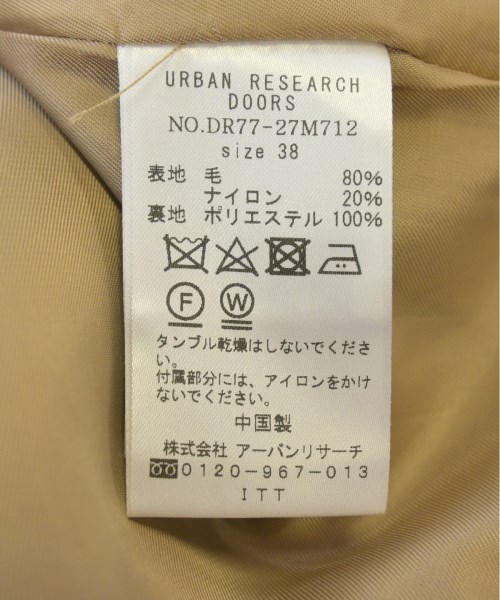 URBAN RESEARCH
DOORS
NO.DR77-27M712
size 38
表地 毛 80%
ナイロン 20%
裏地 ポリエステル 100%
F W
タンブル乾燥はしないでくださ
い。
付属部分には、アイロンをかけ
ないでください。
中国製
株式会社 アーバンリサーチ
0120-967-013
ITT